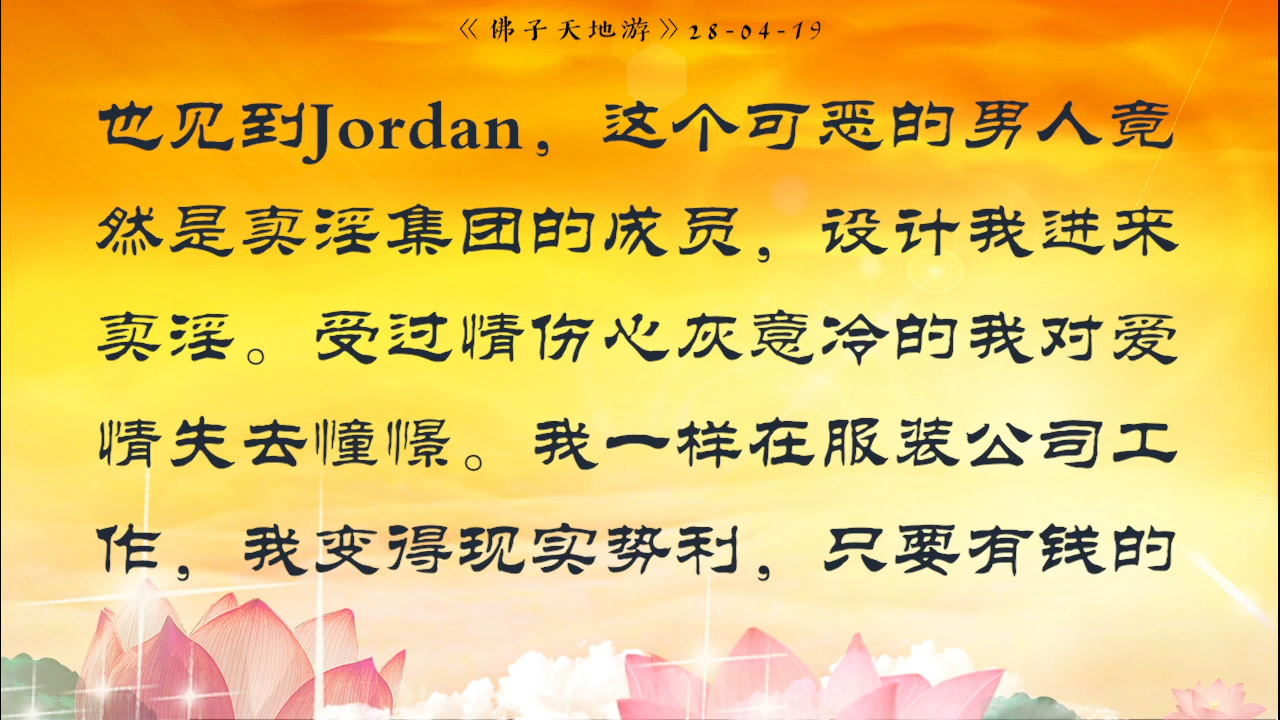 《佛子天地游》28-04-19
也见到Jordan，这个可恶的男人竟
然是卖淫集团的成员，设计我进来
卖淫。受过情伤心灰意冷的我对爱
情失去憧憬。我一样在服装公司工
作，我变得现实势利，只要有钱的